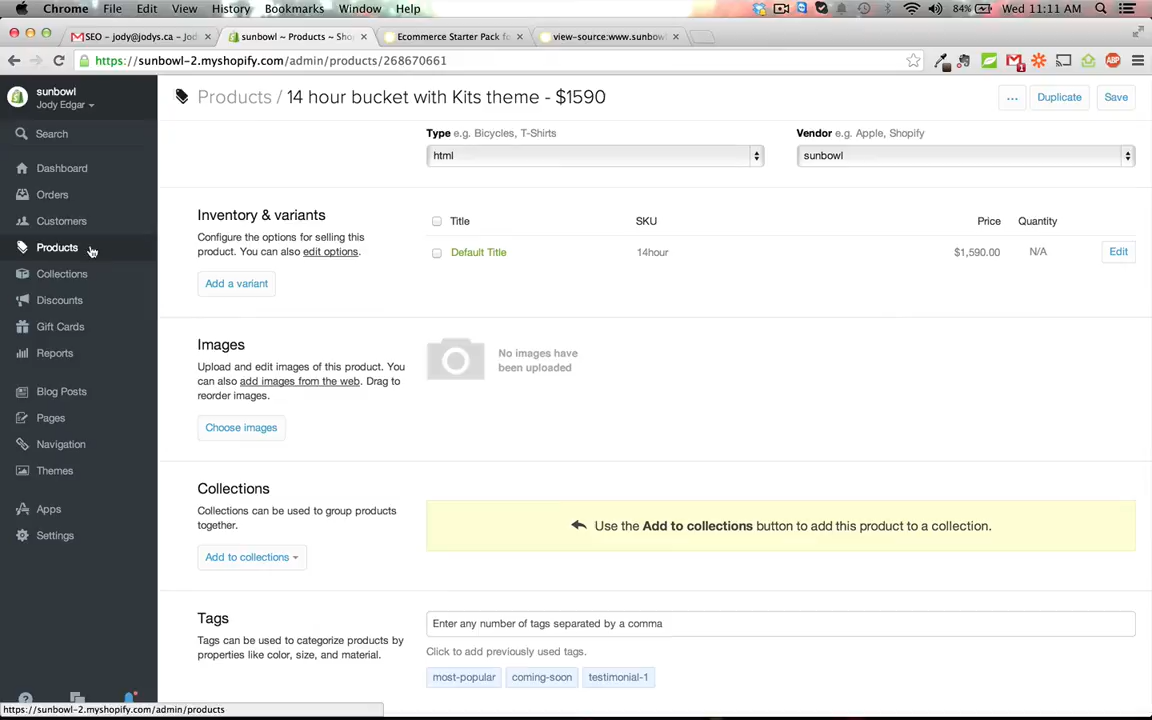 Chrome File Edit View History Bookmarks Window Help 84% Wed 11:11 AM
SEO – jody@jodys.ca – Jo sunbowl ~ Products ~ Sho Ecommerce Starter Pack fo view-source:www.sunbow
https://sunbowl-2.myshopify.com/admin/products/268670661
sunbowl
Jody Edgar
Products / 14 hour bucket with Kits theme - $1590
... Duplicate Save
Search
Dashboard
Orders
Customers
Products
Collections
Discounts
Gift Cards
Reports
Blog Posts
Pages
Navigation
Themes
Apps
Settings
Type e.g. Bicycles, T-Shirts Vendor e.g. Apple, Shopify
html sunbowl
Inventory & variants
Configure the options for selling this
product. You can also edit options.
Add a variant
Title SKU Price Quantity
Default Title 14hour $1,590.00 N/A Edit
Images
Upload and edit images of this product. You
can also add images from the web. Drag to
reorder images.
Choose images
No images have
been uploaded
Collections
Collections can be used to group products
together.
Add to collections
Use the Add to collections button to add this product to a collection.
Tags
Tags can be used to categorize products by
properties like color, size, and material.
Enter any number of tags separated by a comma
Click to add previously used tags.
most-popular coming-soon testimonial-1
https://sunbowl-2.myshopify.com/admin/products